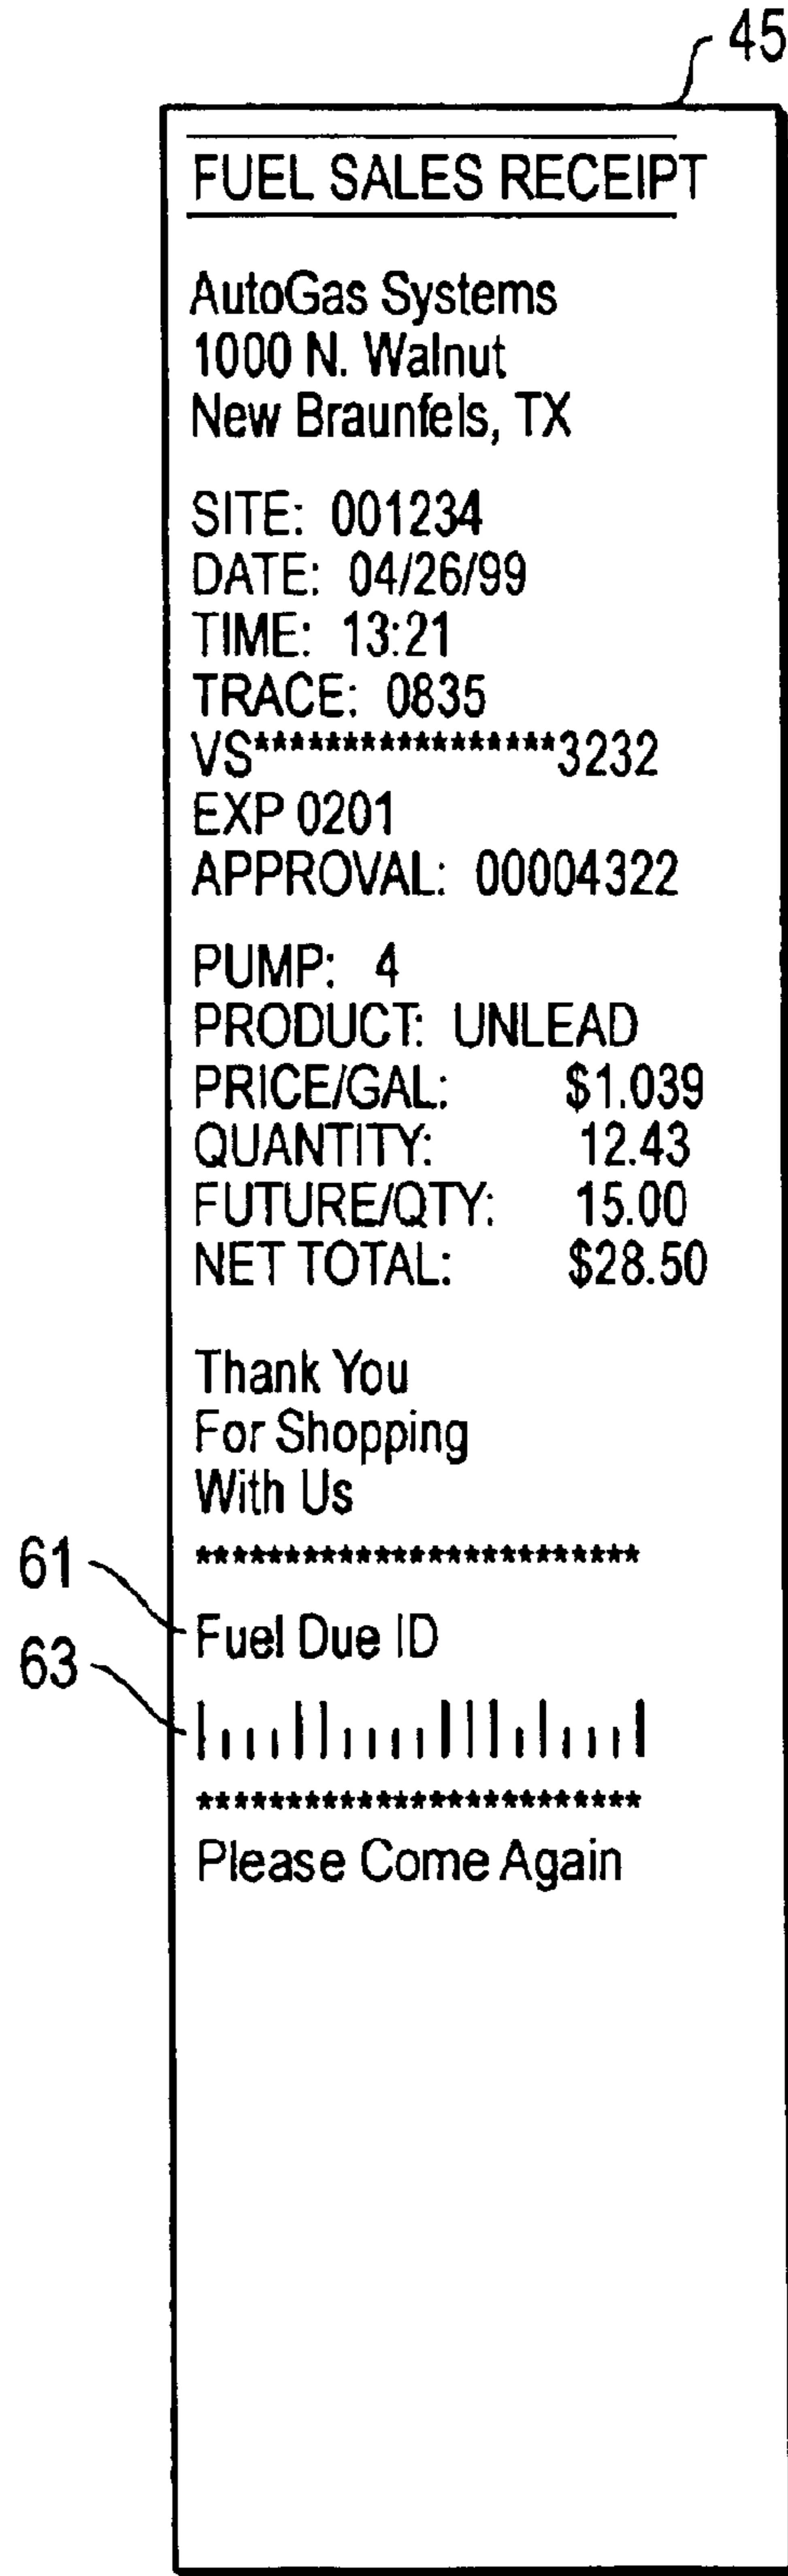 45
FUEL SALES RECEIPT
AutoGas Systems
1000 N. Walnut
New Braunfels, TX
SITE: 001234
DATE: 04/26/99
TIME: 13:21
TRACE: 0835
VS*****************3232
EXP 0201
APPROVAL: 00004322
PUMP: 4
PRODUCT: UNLEAD
PRICE/GAL: $1.039
QUANTITY: 12.43
FUTURE/QTY: 15.00
NET TOTAL: $28.50
Thank You
For Shopping
With Us
*************************
61
Fuel Due ID
63
*************************
Please Come Again